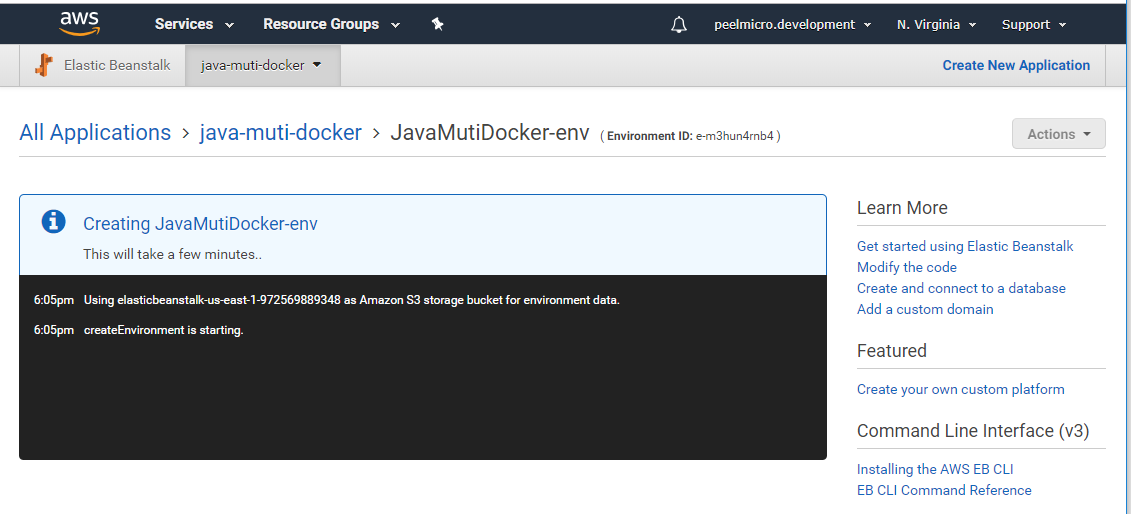 aws Services Resource Groups peelmicro.development N. Virginia Support
Elastic Beanstalk java-muti-docker Create New Application
All Applications > java-muti-docker > JavaMutiDocker-env ( Environment ID: e-m3hun4rnb4 )
Actions
Creating JavaMutiDocker-env
This will take a few minutes..
6:05pm Using elasticbeanstalk-us-east-1-972569889348 as Amazon S3 storage bucket for environment data.
6:05pm createEnvironment is starting.
Learn More
Get started using Elastic Beanstalk
Modify the code
Create and connect to a database
Add a custom domain
Featured
Create your own custom platform
Command Line Interface (v3)
Installing the AWS EB CLI
EB CLI Command Reference